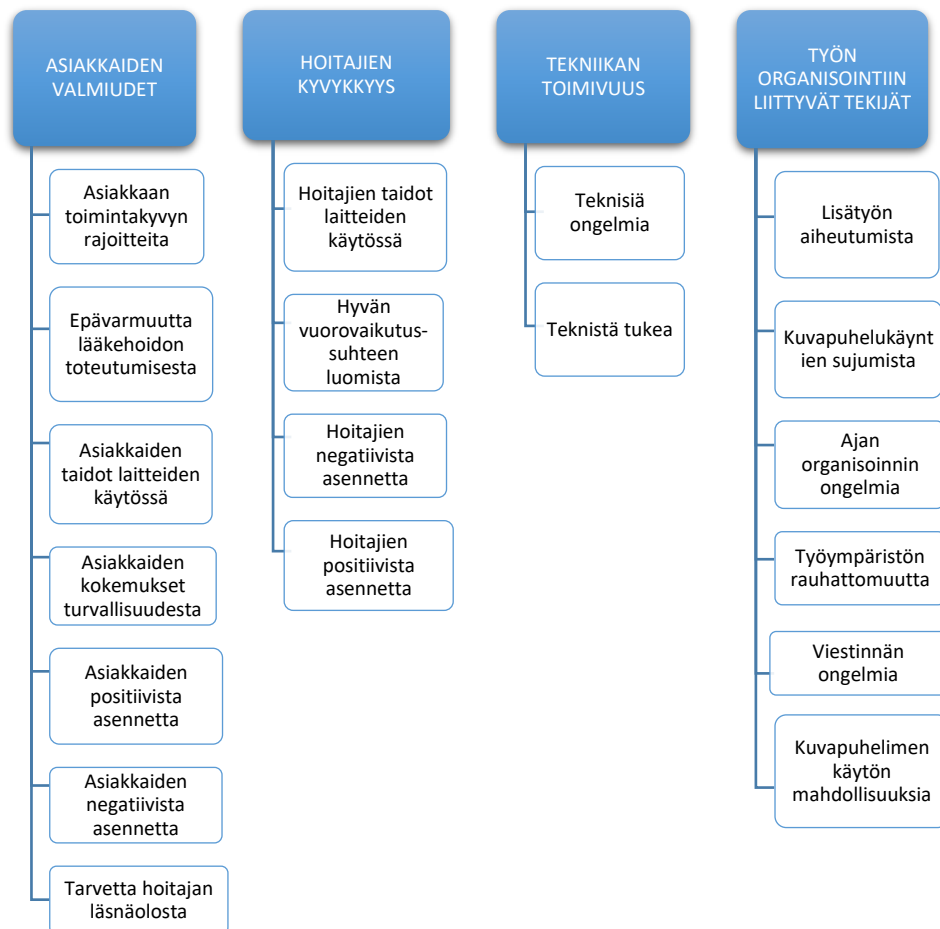 ASIAKKAIDEN
VALMIUDET
Asiakkaan
toimintakyvyn
rajoitteita
Epävarmuutta
lääkehoidon
toteutumisesta
Asiakkaiden
taidot laitteiden
käytössä
Asiakkaiden
kokemukset
turvallisuudesta
Asiakkaiden
positiivista
asennetta
Asiakkaiden
negatiivista
asennetta
Tarvetta hoitajan
läsnäolosta
HOITAJIEN
KYVYKKYYS
Hoitajien taidot
laitteiden
käytössä
Hyvän
vuorovaikutus-
suhteen
luomista
Hoitajien
negatiivista
asennetta
Hoitajien
positiivista
asennetta
TEKNIIKAN
TOIMIVUUS
Teknisiä
ongelmia
Teknistä tukea
TYÖN
ORGANISOINTIIN
LIITTYVÄT TEKIJÄT
Lisätyön
aiheutumista
Kuvapuhelukäynt
ien sujumista
Ajan
organisoinnin
ongelmia
Työympäristön
rauhattomuutta
Viestinnän
ongelmia
Kuvapuhelimen
käytön
mahdollisuuksia